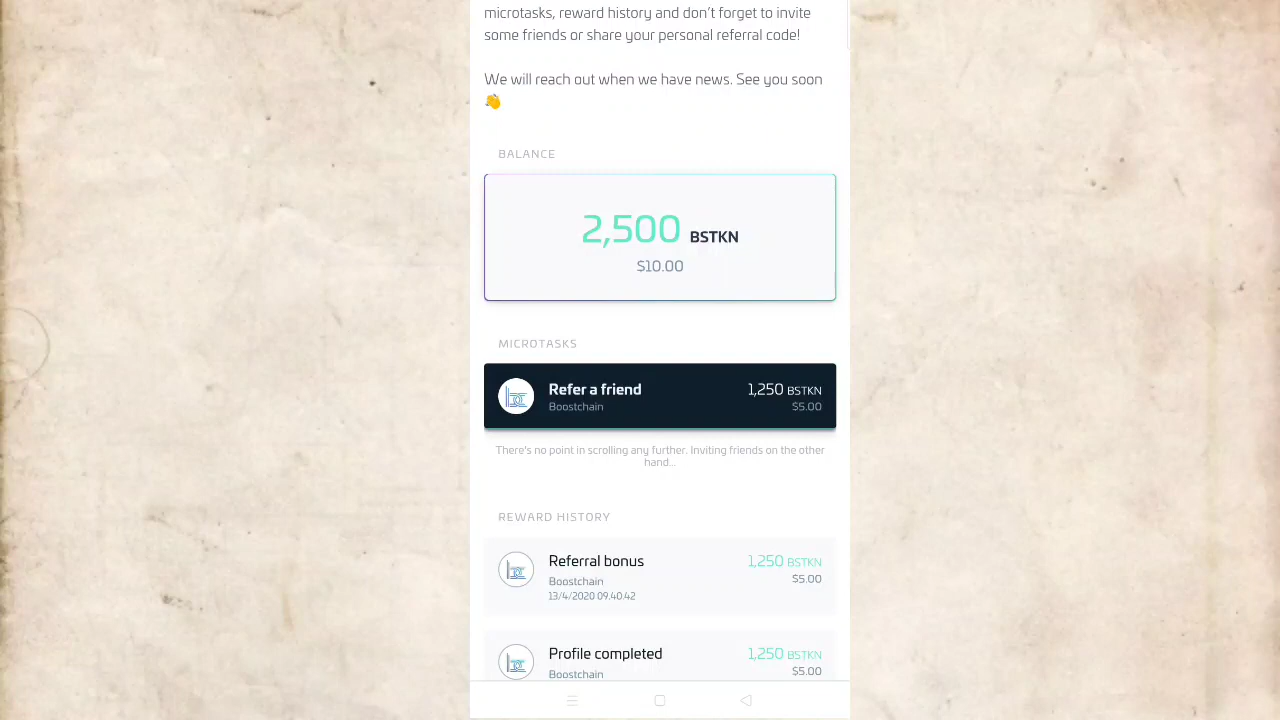 microtasks, reward history and don't forget to invite
some friends or share your personal referral code!
We will reach out when we have news. See you soon
👋
BALANCE
2,500 BSTKN
$10.00
MICROTASKS
Refer a friend
1,250 BSTKN
Boostchain
$5.00
There's no point in scrolling any further. Inviting friends on the other
hand...
REWARD HISTORY
Referral bonus
1,250 BSTKN
Boostchain
$5.00
13/4/2020 09.40.42
Profile completed
1,250 BSTKN
Boostchain
$5.00